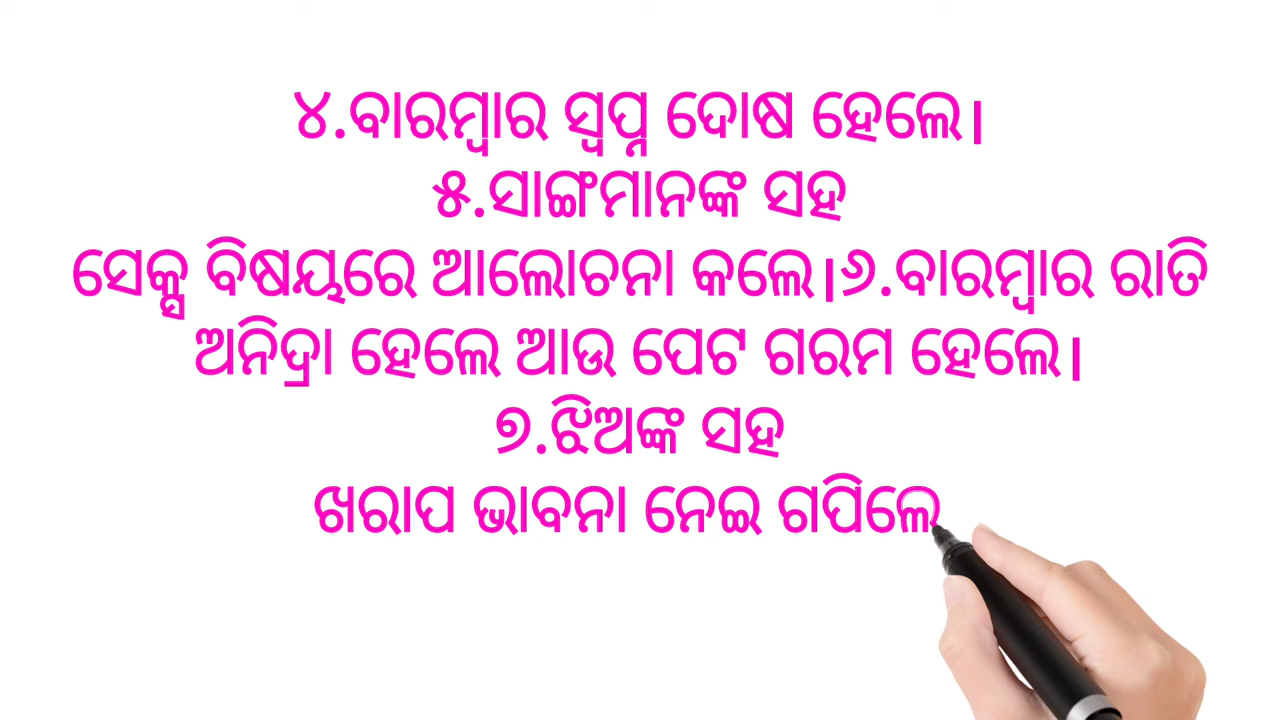 ୪.ବାରମ୍ବାର ସ୍ଵପ୍ନ ଦୋଷ ହେଲେ।
୫.ସାଙ୍ଗମାନଙ୍କ ସହ
ସେକ୍ସ ବିଷୟରେ ଆଲୋଚନା କଲେ।୬.ବାରମ୍ବାର ରାତି
ଅନିଦ୍ରା ହେଲେ ଆଉ ପେଟ ଗରମ ହେଲେ।
୭.ଝିଅଙ୍କ ସହ
ଖରାପ ଭାବନା ନେଇ ଗପିଲେ